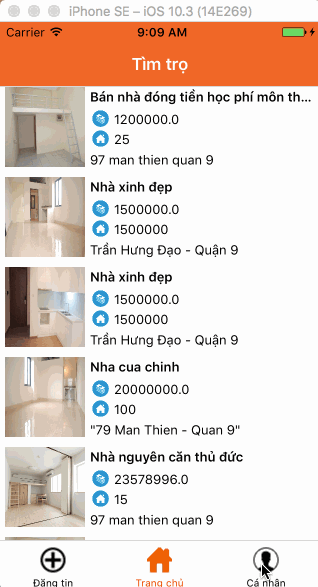 iPhone SE – iOS 10.3 (14E269)
Carrier 9:09 AM
Tìm trọ
Bán nhà đóng tiền học phí môn th...
1200000.0
25
97 man thien quan 9
Nhà xinh đẹp
1500000.0
1500000
Trần Hưng Đạo - Quận 9
Nhà xinh đẹp
1500000.0
1500000
Trần Hưng Đạo - Quận 9
Nha cua chinh
20000000.0
100
"79 Man Thien - Quan 9"
Nhà nguyên căn thủ đức
23578996.0
15
97 man thien quan 9
Đăng tin Trang chủ Cá nhân